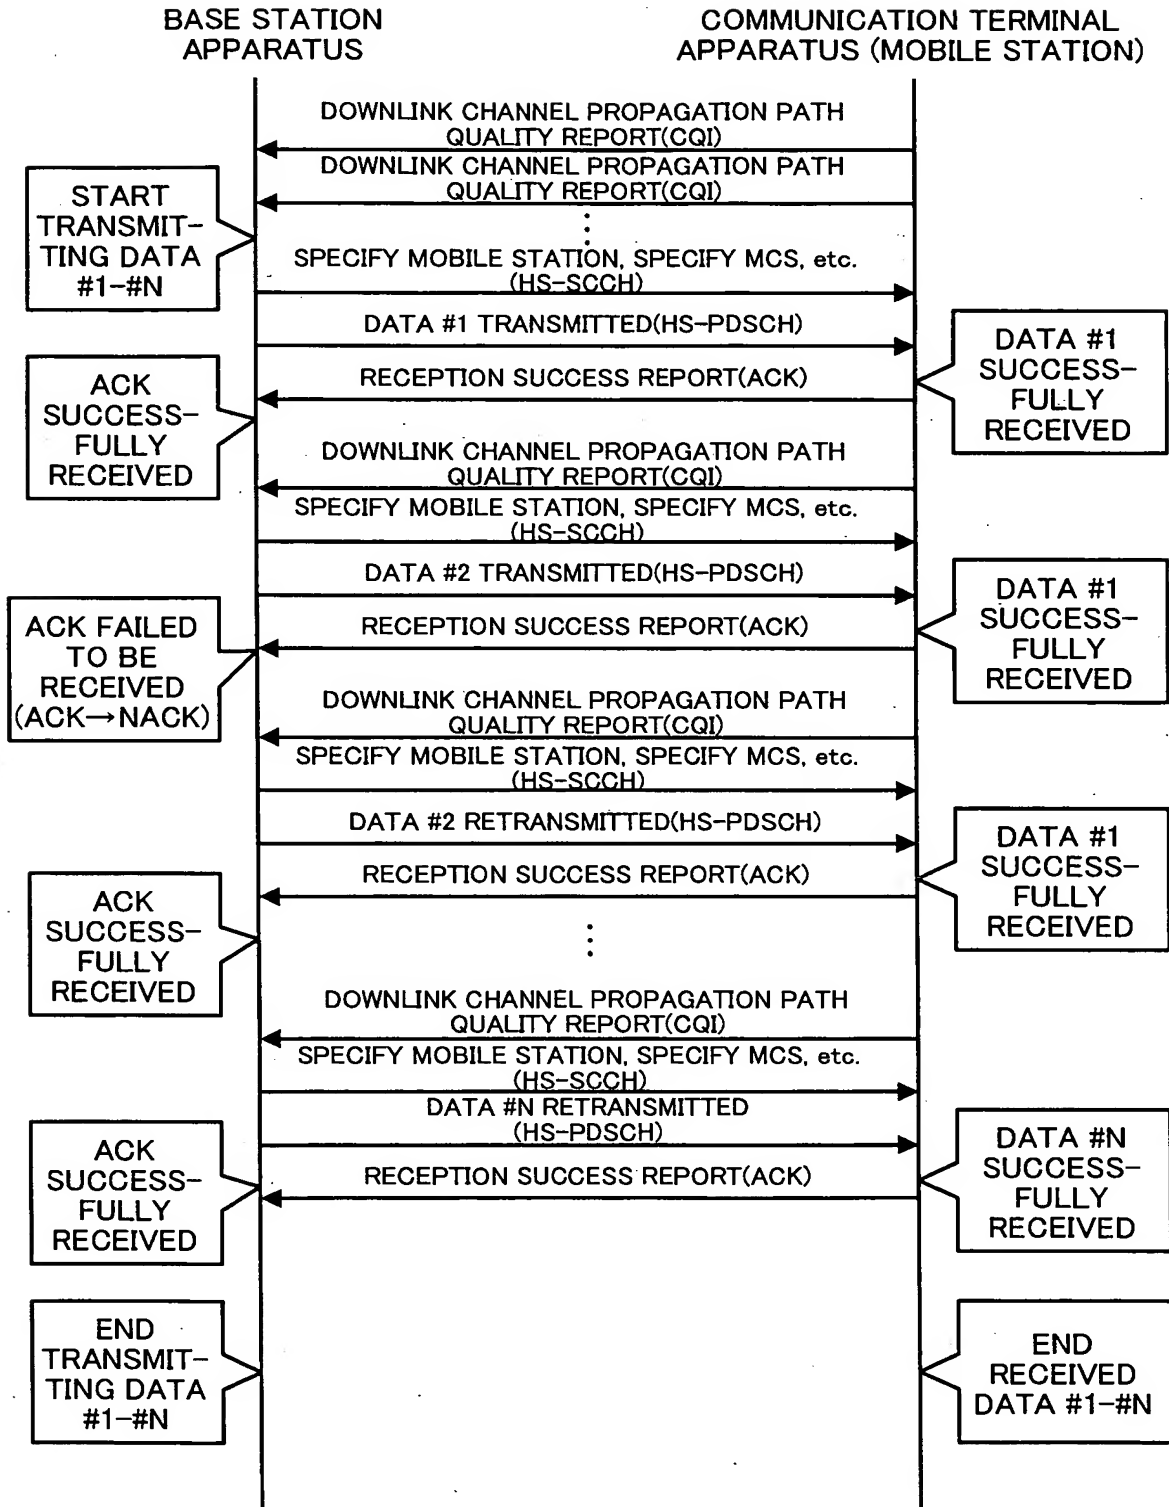 BASE STATION
APPARATUS
COMMUNICATION TERMINAL
APPARATUS (MOBILE STATION)
DOWNLINK CHANNEL PROPAGATION PATH
QUALITY REPORT(CQI)
DOWNLINK CHANNEL PROPAGATION PATH
QUALITY REPORT(CQI)
START
TRANSMIT-
TING DATA
#1-#N
SPECIFY MOBILE STATION, SPECIFY MCS, etc.
(HS-SCCH)
DATA #1 TRANSMITTED(HS-PDSCH)
DATA #1
SUCCESS-
FULLY
RECEIVED
RECEPTION SUCCESS REPORT(ACK)
ACK
SUCCESS-
FULLY
RECEIVED
DOWNLINK CHANNEL PROPAGATION PATH
QUALITY REPORT(CQI)
SPECIFY MOBILE STATION, SPECIFY MCS, etc.
(HS-SCCH)
DATA #2 TRANSMITTED(HS-PDSCH)
DATA #1
SUCCESS-
FULLY
RECEIVED
RECEPTION SUCCESS REPORT(ACK)
ACK FAILED
TO BE
RECEIVED
(ACK→NACK)
DOWNLINK CHANNEL PROPAGATION PATH
QUALITY REPORT(CQI)
SPECIFY MOBILE STATION, SPECIFY MCS, etc.
(HS-SCCH)
DATA #2 RETRANSMITTED(HS-PDSCH)
DATA #1
SUCCESS-
FULLY
RECEIVED
RECEPTION SUCCESS REPORT(ACK)
ACK
SUCCESS-
FULLY
RECEIVED
DOWNLINK CHANNEL PROPAGATION PATH
QUALITY REPORT(CQI)
SPECIFY MOBILE STATION, SPECIFY MCS, etc.
(HS-SCCH)
DATA #N RETRANSMITTED
(HS-PDSCH)
DATA #N
SUCCESS-
FULLY
RECEIVED
RECEPTION SUCCESS REPORT(ACK)
ACK
SUCCESS-
FULLY
RECEIVED
END
TRANSMIT-
TING DATA
#1-#N
END
RECEIVED
DATA #1-#N